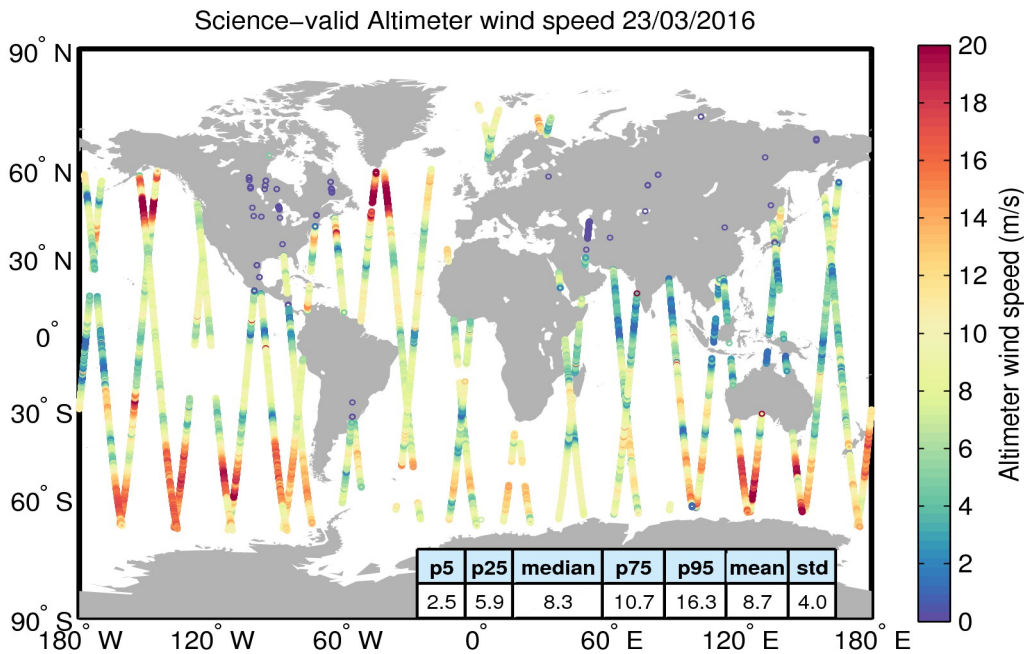 Science−valid Altimeter wind speed 23/03/2016
90° N
60° N
30° N
0°
30° S
60° S
90° S
180° W
120° W
60° W
0°
60° E
120° E
180° E
p5 p25 median p75 p95 mean std
2.5 5.9 8.3 10.7 16.3 8.7 4.0
20
18
16
14
12
10
8
6
4
2
0
Altimeter wind speed (m/s)